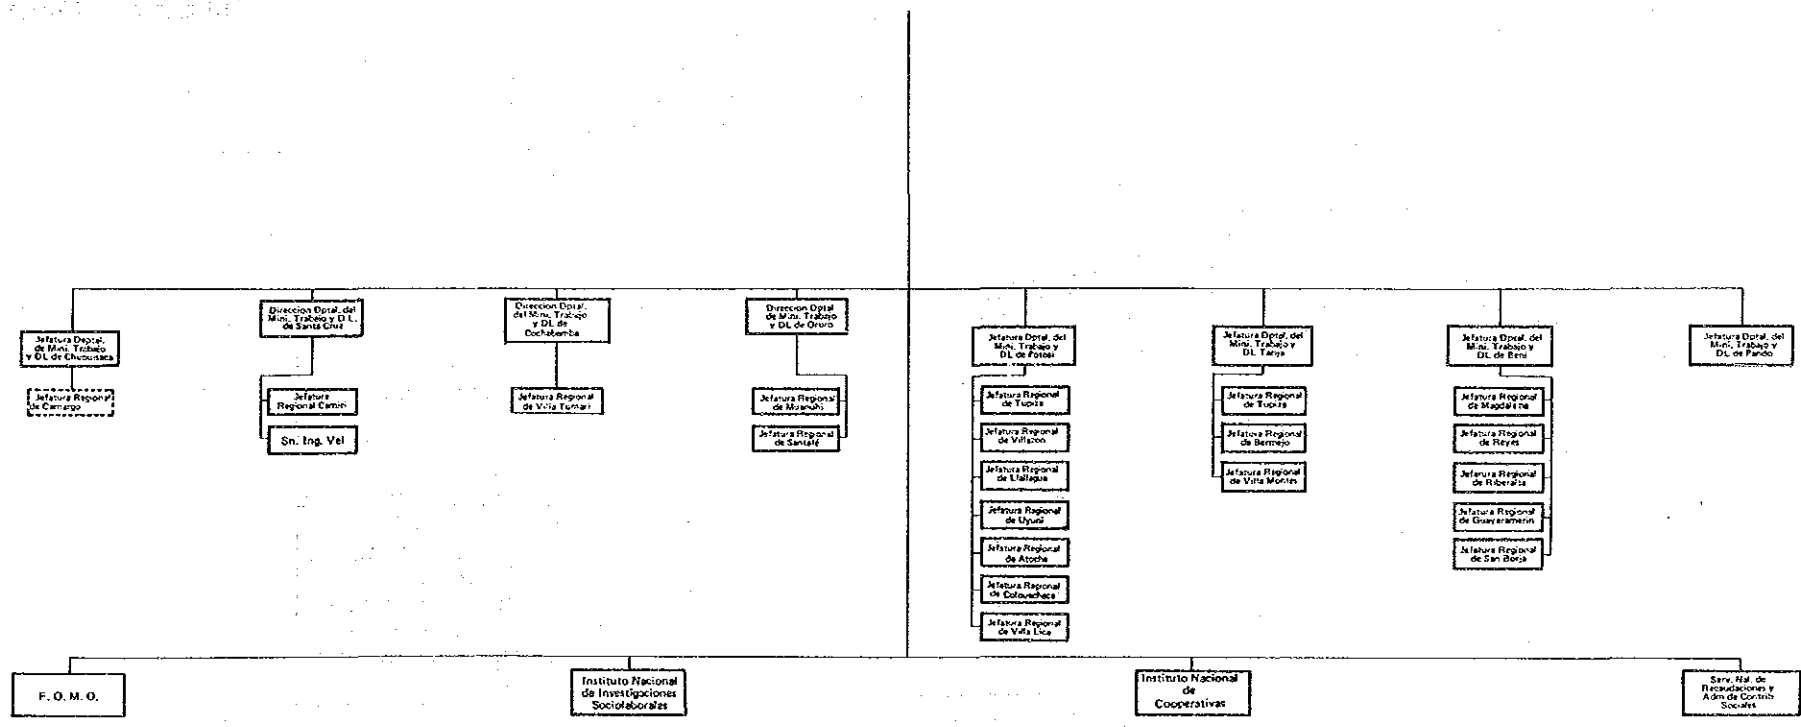 Direccion Dptal. del
Mini. Trabajo y D.L.
de Santa Cruz
Direccion Dptal.
del Mini. Trabajo
y DL de
Cochabamba
Direccion Dptal
de Mini. Trabajo
y DL de Oruro
Jefatura Deptal.
de Mini. Trabajo
y DL de Chuquisaca
Jefatura Dptal. del
Mini. Trabajo y
DL de Potosi
Jefatura Dptal. del
Mini. Trabajo y
DL Tarija
Jefatura Dptal. del
Mini. Trabajo y
DL de Beni
Jefatura Dptal. del
Mini. Trabajo y
DL de Pando
Jefatura Regional
de Camargo
Jefatura
Regional Camiri
Sn. Ing. Vel
Jefatura Regional
de Villa Tunari
Jefatura Regional
de Huanuni
Jefatura Regional
de Santafé
Jefatura Regional
de Tupiza
Jefatura Regional
de Villazon
Jefatura Regional
de Llallagua
Jefatura Regional
de Uyuni
Jefatura Regional
de Atocha
Jefatura Regional
de Colquechaca
Jefatura Regional
de Villa Lica
Jefatura Regional
de Tupiza
Jefatura Regional
de Bermejo
Jefatura Regional
de Villa Montes
Jefatura Regional
de Magdalena
Jefatura Regional
de Reyes
Jefatura Regional
de Riberalta
Jefatura Regional
de Guayaramerin
Jefatura Regional
de San Borja
F. O. M. O.
Instituto Nacional
de Investigaciones
Sociolaborales
Instituto Nacional
de
Cooperativas
Serv. Nal. de
Recaudaciones y
Adm de Contrib
Sociales